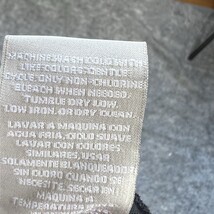 MACHINE WASH COLD WITH
LIKE COLORS, GENTLE
CYCLE ONLY NON-CHLORINE
BLEACH WHEN NEEDED,
TUMBLE DRY LOW,
LOW IRON, OR DRY CLEAN.
LAVAR A MAQUINA CON
AGUA FRIA, CICLO SUAVE
LAVAR CON COLORES
SIMILARES, USAR
SOLAMENTE BLANQUEADOR
SIN CLORO CUANDO SE
NECESITE, SECAR EN
MAQUINA A
TEMPERATURA